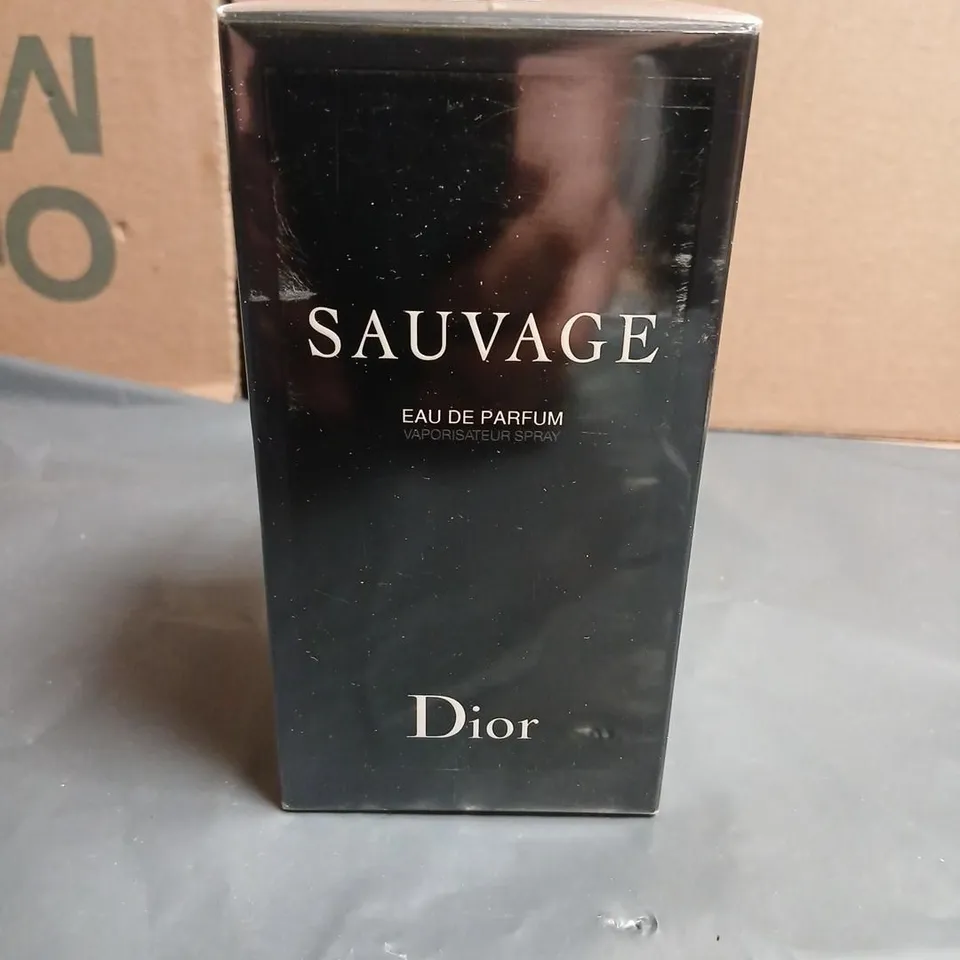 SAUVAGE
EAU DE PARFUM
VAPORISATEUR SPRAY
Dior